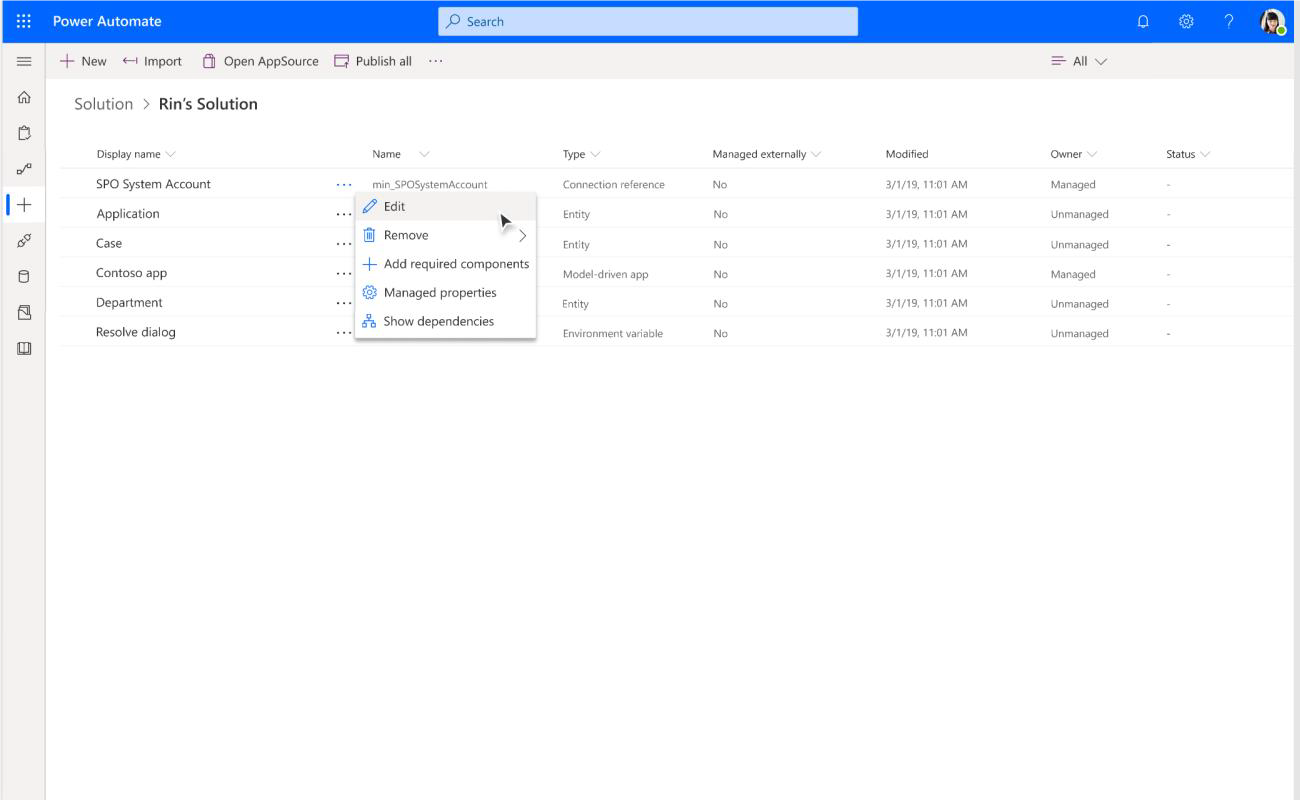 Power Automate
Search
New Import Open AppSource Publish all ··· All
Solution > Rin's Solution
Display name Name Type Managed externally Modified Owner Status
SPO System Account ··· min_SPOSystemAccount Connection reference No 3/1/19, 11:01 AM Managed -
Application ··· Entity No 3/1/19, 11:01 AM Unmanaged -
Case ··· Entity No 3/1/19, 11:01 AM Unmanaged -
Contoso app ··· Model-driven app No 3/1/19, 11:01 AM Managed -
Department ··· Entity No 3/1/19, 11:01 AM Unmanaged -
Resolve dialog ··· Environment variable No 3/1/19, 11:01 AM Unmanaged -
Edit
Remove
Add required components
Managed properties
Show dependencies